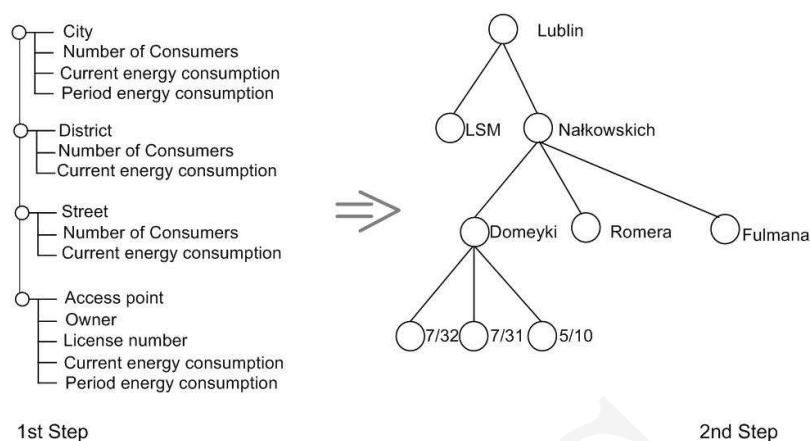 City
Number of Consumers
Current energy consumption
Period energy consumption
District
Number of Consumers
Current energy consumption
Street
Number of Consumers
Current energy consumption
Access point
Owner
License number
Current energy consumption
Period energy consumption
1st Step
Lublin
LSM
Nałkowskich
Domeyki
Romera
Fulmana
7/32
7/31
5/10
2nd Step